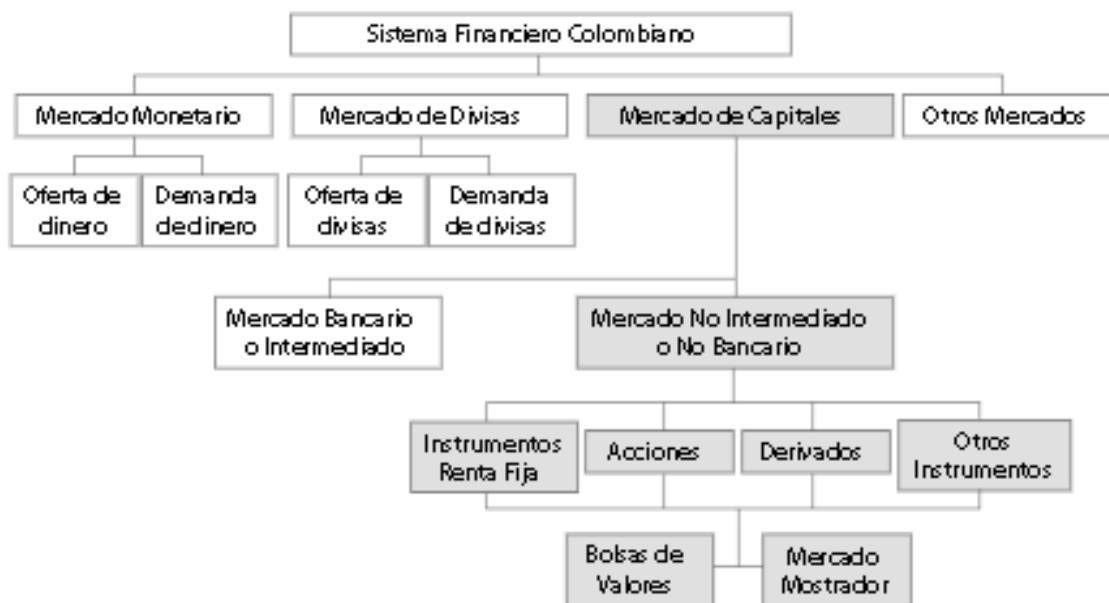 Sistema Financiero Colombiano
Mercado Monetario
Mercado de Divisas
Mercado de Capitales
Otros Mercados
Oferta de
dinero
Demanda
de dinero
Oferta de
divisas
Demanda
de divisas
Mercado Bancario
o Intermediado
Mercado No Intermediado
o No Bancario
Instrumentos
Renta Fija
Acciones
Derivados
Otros
Instrumentos
Bolsas de
Valores
Mercado
Mostrador